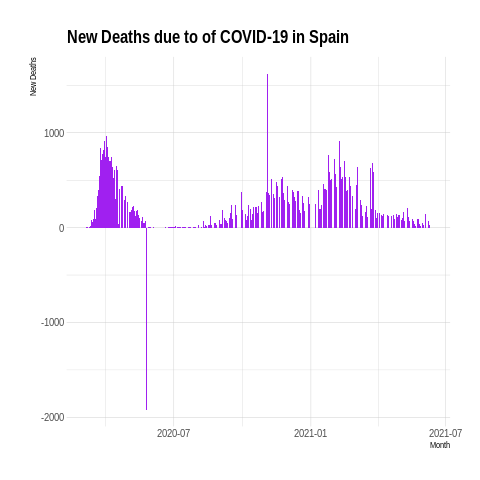 New Deaths due to of COVID-19 in Spain
New Deaths
1000
0
-1000
-2000
2020-07
2021-01
2021-07
Month